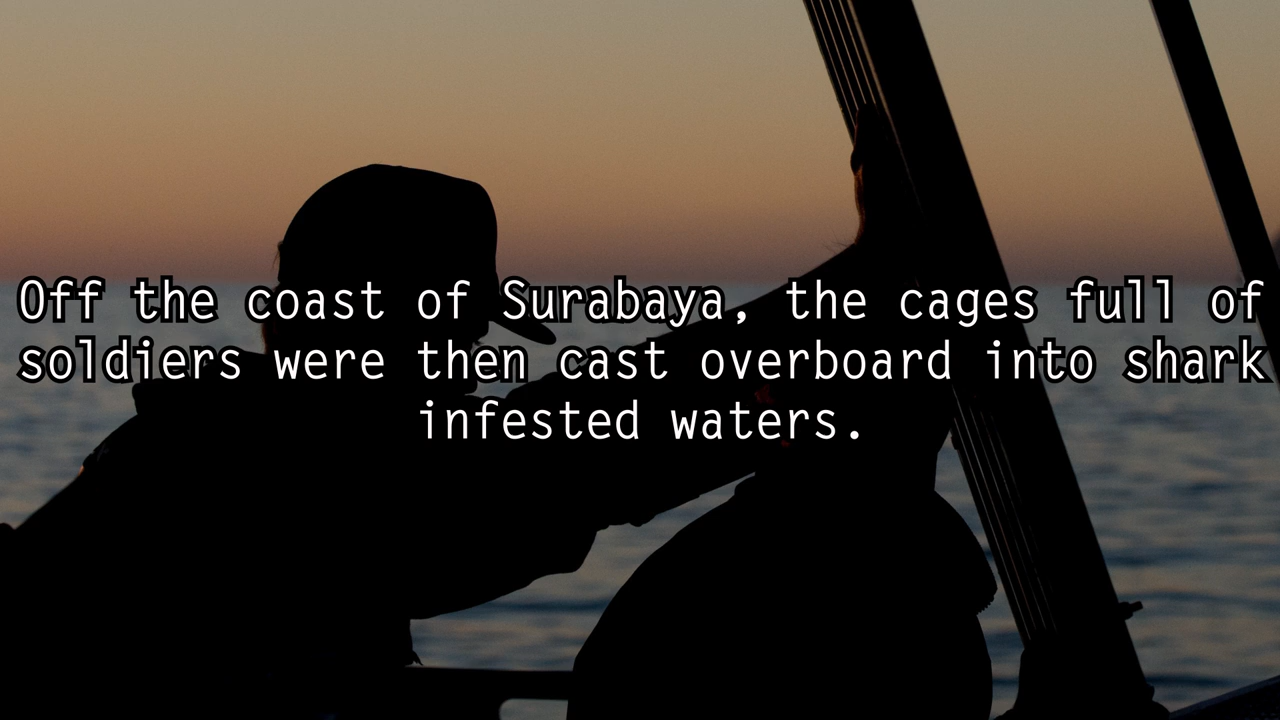 Off the coast of Surabaya, the cages full of
soldiers were then cast overboard into shark
infested waters.